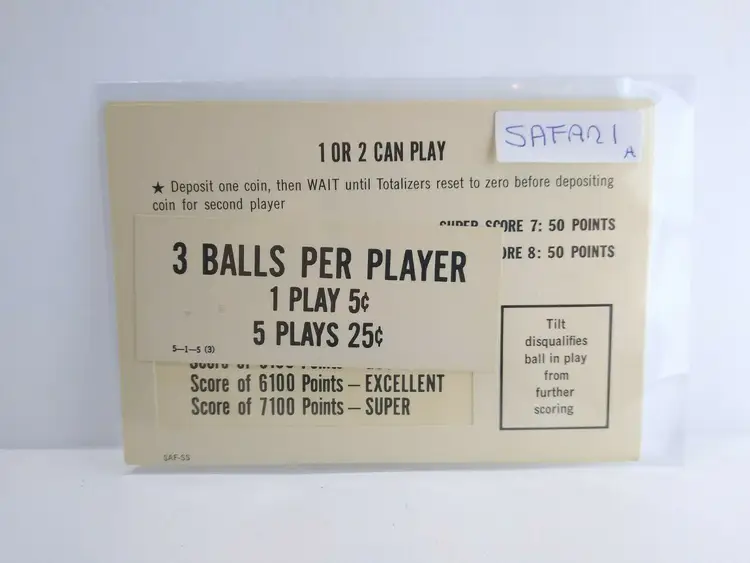 SAFARI
A
1 OR 2 CAN PLAY
★ Deposit one coin, then WAIT until Totalizers reset to zero before depositing
coin for second player
SUPER SCORE 7: 50 POINTS
ORE 8: 50 POINTS
3 BALLS PER PLAYER
1 PLAY 5¢
5 PLAYS 25¢
5—1—5 (3)
Score of 6100 Points — EXCELLENT
Score of 7100 Points — SUPER
Tilt
disqualifies
ball in play
from
further
scoring
SAF-SS